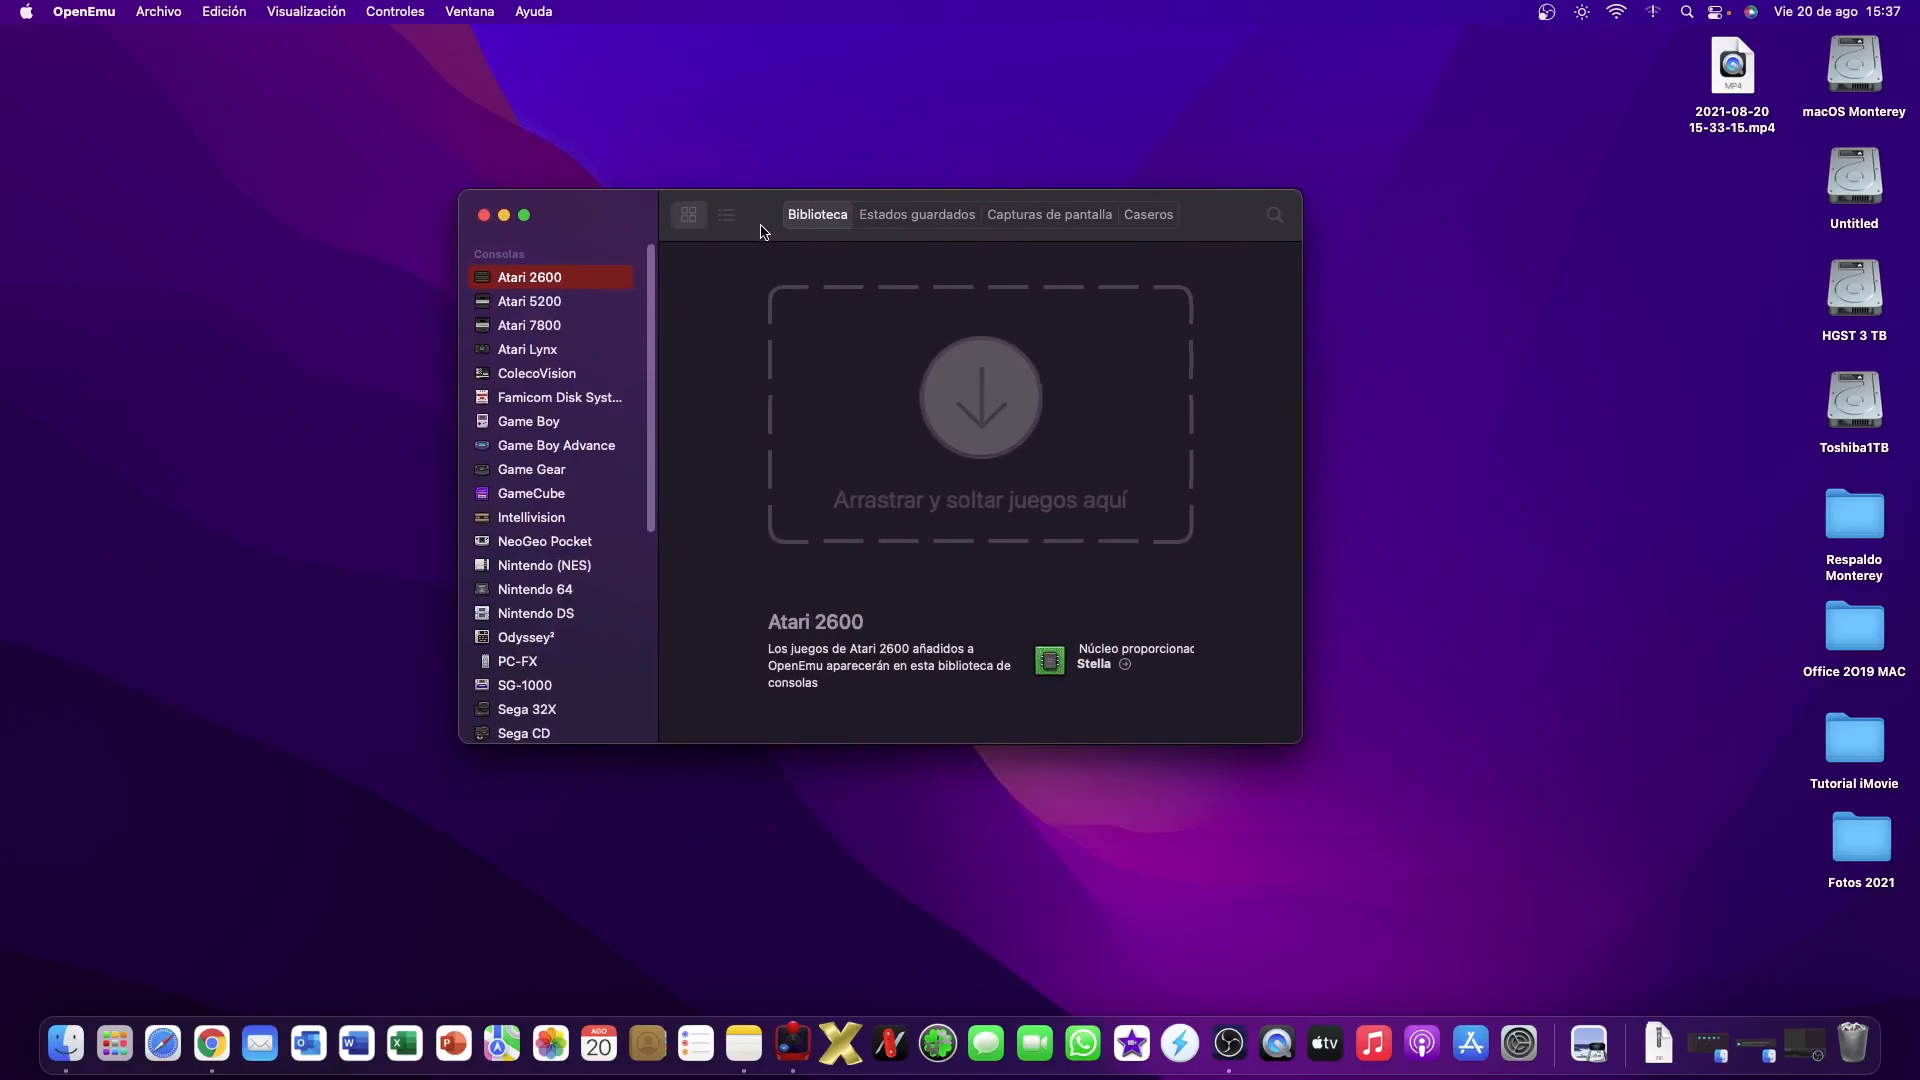 OpenEmu Archivo Edición Visualización Controles Ventana Ayuda
Vie 20 de ago 15:37
MP4
2021-08-20
15-33-15.mp4
macOS Monterey
Untitled
HGST 3 TB
Toshiba1TB
Respaldo
Monterey
Office 2019 MAC
Tutorial iMovie
Fotos 2021
Biblioteca Estados guardados Capturas de pantalla Caseros
Consolas
Atari 2600
Atari 5200
Atari 7800
Atari Lynx
ColecoVision
Famicom Disk Syst...
Game Boy
Game Boy Advance
Game Gear
GameCube
Intellivision
NeoGeo Pocket
Nintendo (NES)
Nintendo 64
Nintendo DS
Odyssey²
PC-FX
SG-1000
Sega 32X
Sega CD
Arrastrar y soltar juegos aquí
Atari 2600
Los juegos de Atari 2600 añadidos a
OpenEmu aparecerán en esta biblioteca de
consolas
Núcleo proporcionac
Stella
AGO
20
tv
ZIP